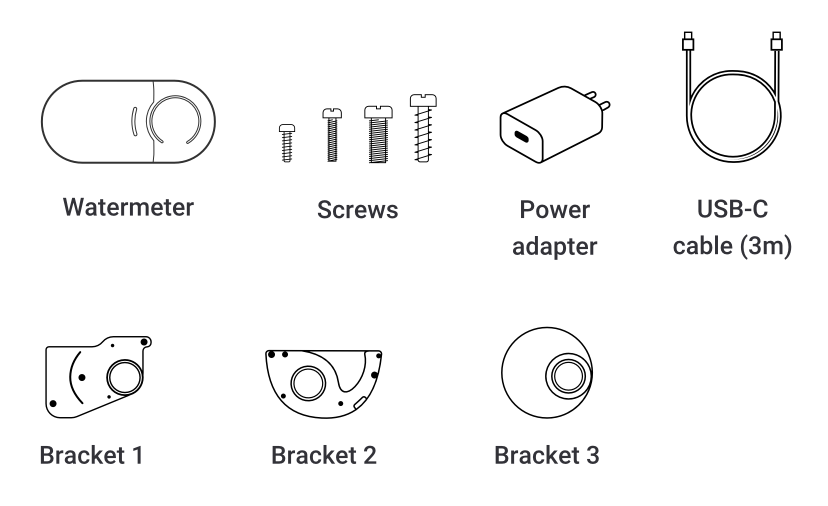 Watermeter
Screws
Power
adapter
USB-C
cable (3m)
Bracket 1
Bracket 2
Bracket 3